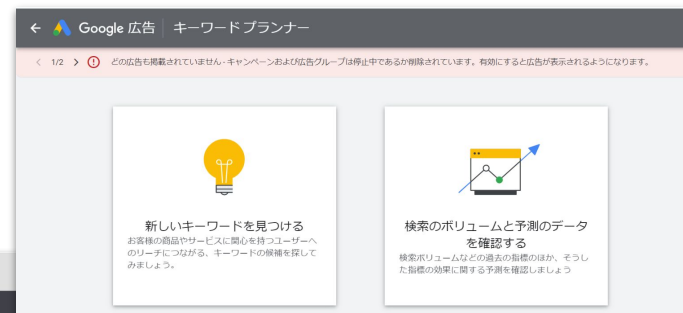 Google 広告 キーワード プランナー
1/2 どの広告も掲載されていません - キャンペーンおよび広告グループは停止中であるか削除されています。有効にすると広告が表示されるようになります。
新しいキーワードを見つける
お客様の商品やサービスに関心を持つユーザーへ
のリーチにつながる、キーワードの候補を探して
みましょう。
検索のボリュームと予測のデータ
を確認する
検索ボリュームなどの過去の指標のほか、そうし
た指標の効果に関する予測を確認しましょう